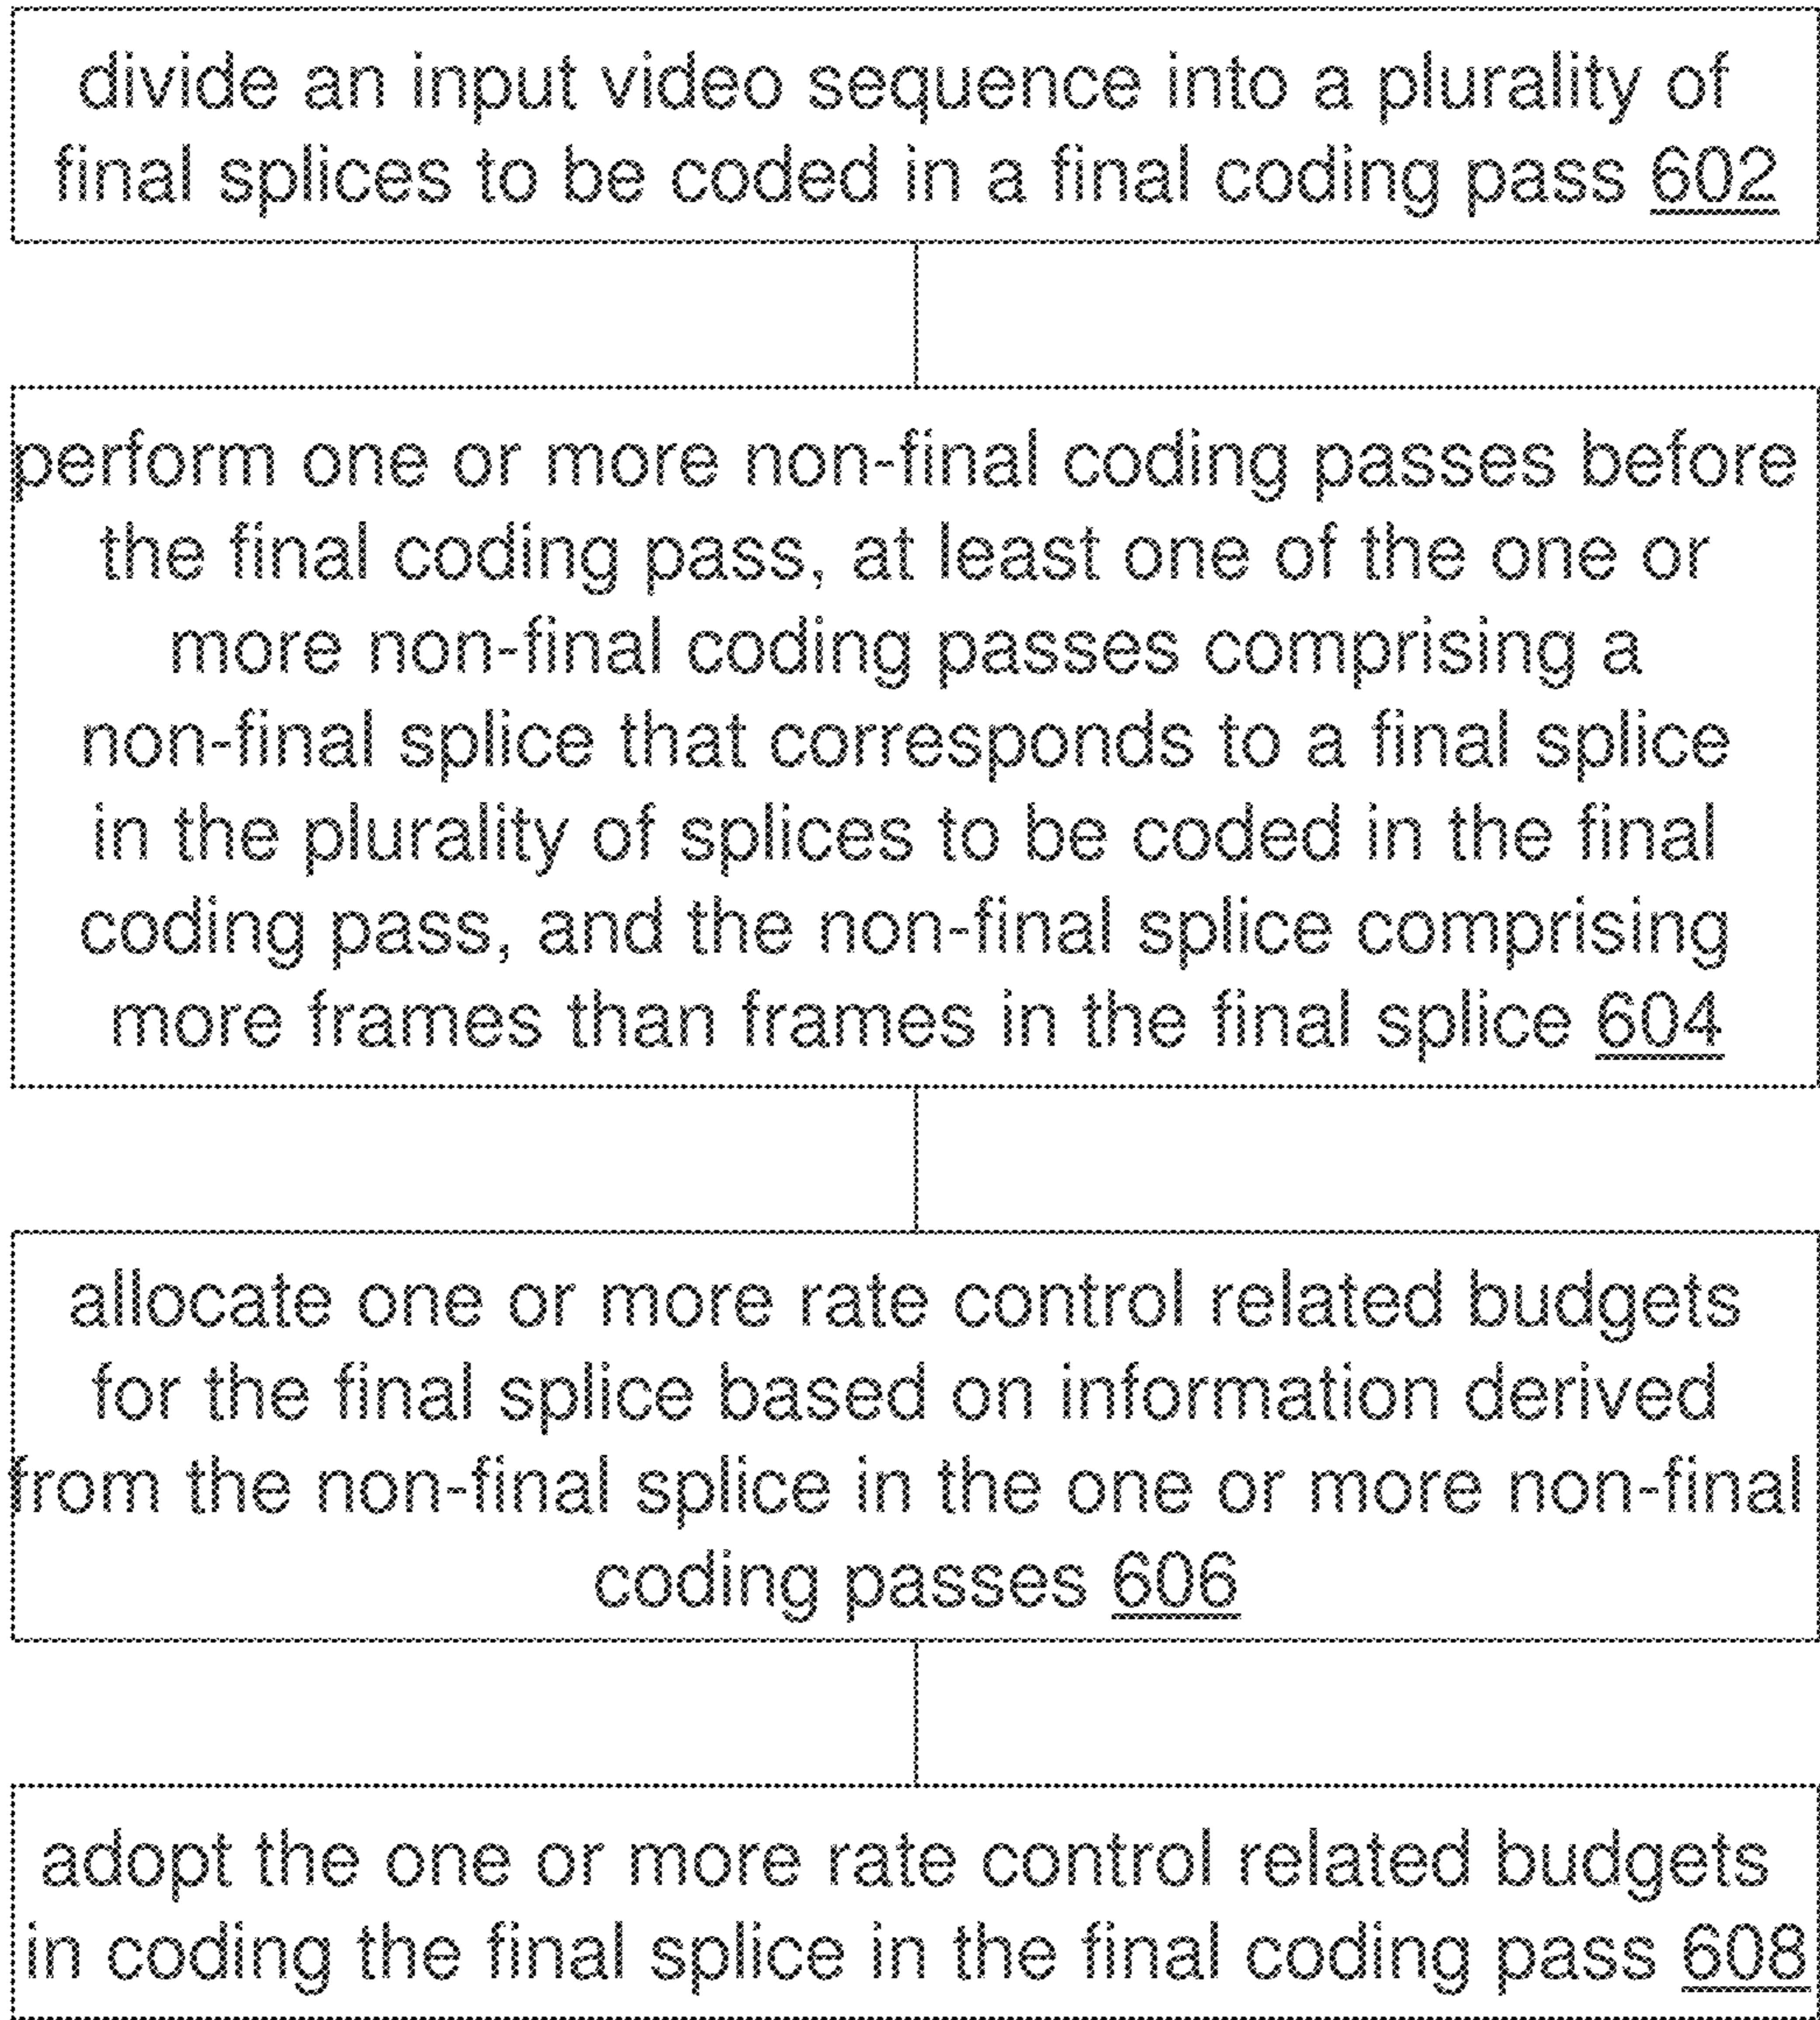 divide an input video sequence into a plurality of
final splices to be coded in a final coding pass 602
perform one or more non-final coding passes before
the final coding pass, at least one of the one or
more non-final coding passes comprising a
non-final splice that corresponds to a final splice
in the plurality of splices to be coded in the final
coding pass, and the non-final splice comprising
more frames than frames in the final splice 604
allocate one or more rate control related budgets
for the final splice based on information derived
from the non-final splice in the one or more non-final
coding passes 606
adopt the one or more rate control related budgets
in coding the final splice in the final coding pass 608